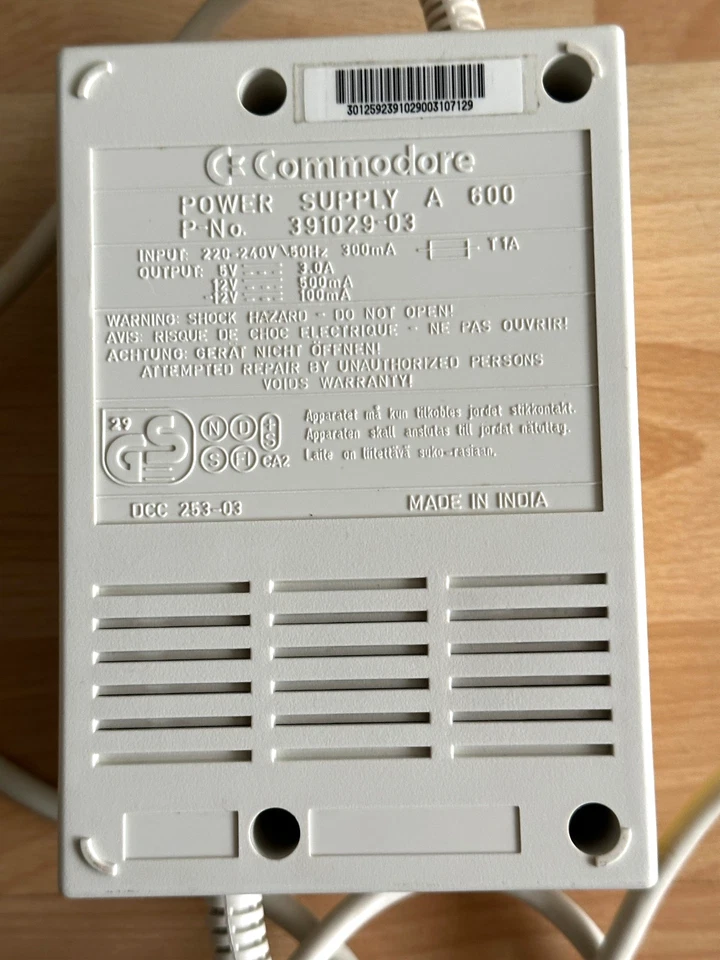 3012592391029003107129
Commodore
POWER SUPPLY A 600
P-No. 391029-03
INPUT: 220-240V\50Hz 300mA T1A
OUTPUT: 5V 3.0A
12V 500mA
-12V 100mA
WARNING: SHOCK HAZARD - DO NOT OPEN!
AVIS: RISQUE DE CHOC ELECTRIQUE - NE PAS OUVRIR!
ACHTUNG: GERÄT NICHT ÖFFNEN!
ATTEMPTED REPAIR BY UNAUTHORIZED PERSONS
VOIDS WARRANTY!
29 GS N D +S
S FI CA2
Apparatet må kun tilkobles jordet stikkontakt.
Apparaten skall anslutas till jordat nätuttag.
Laite on liitettävä suko-rasiaan.
DCC 253-03 MADE IN INDIA